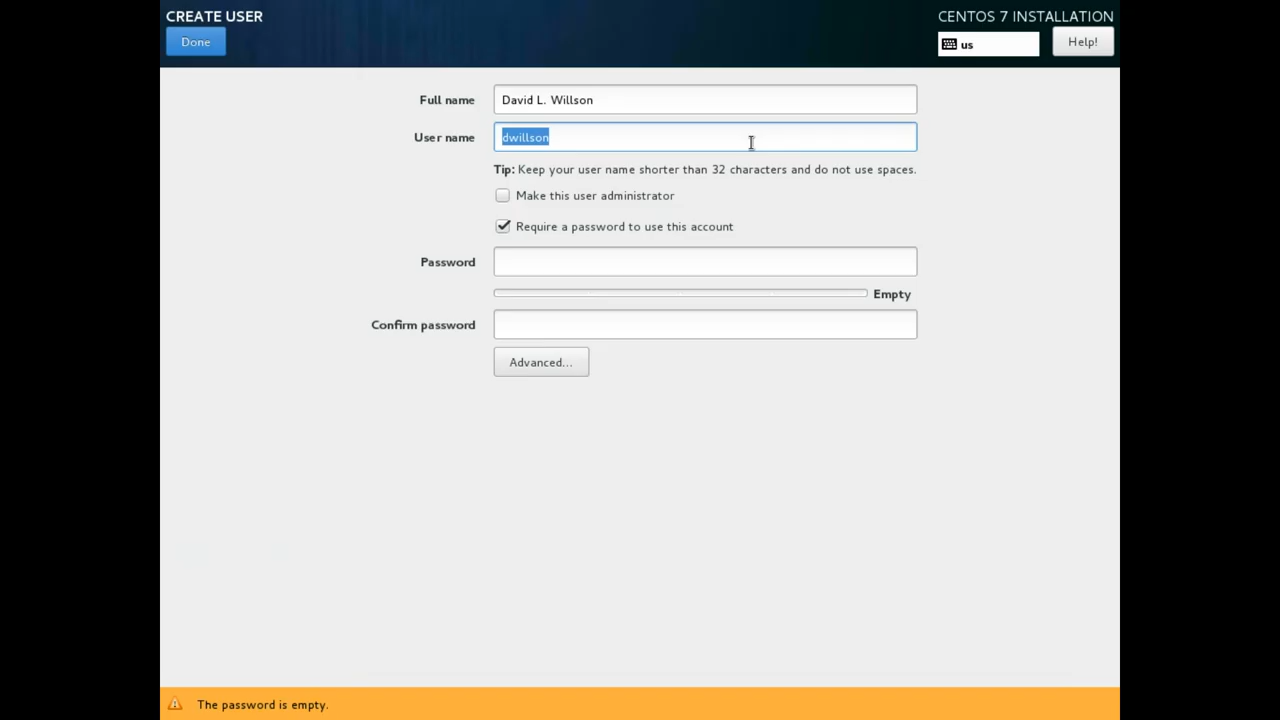 CREATE USER
CENTOS 7 INSTALLATION
Done
us
Help!
Full name
David L. Willson
User name
dwillson
Tip: Keep your user name shorter than 32 characters and do not use spaces.
Make this user administrator
Require a password to use this account
Password
Empty
Confirm password
Advanced...
The password is empty.